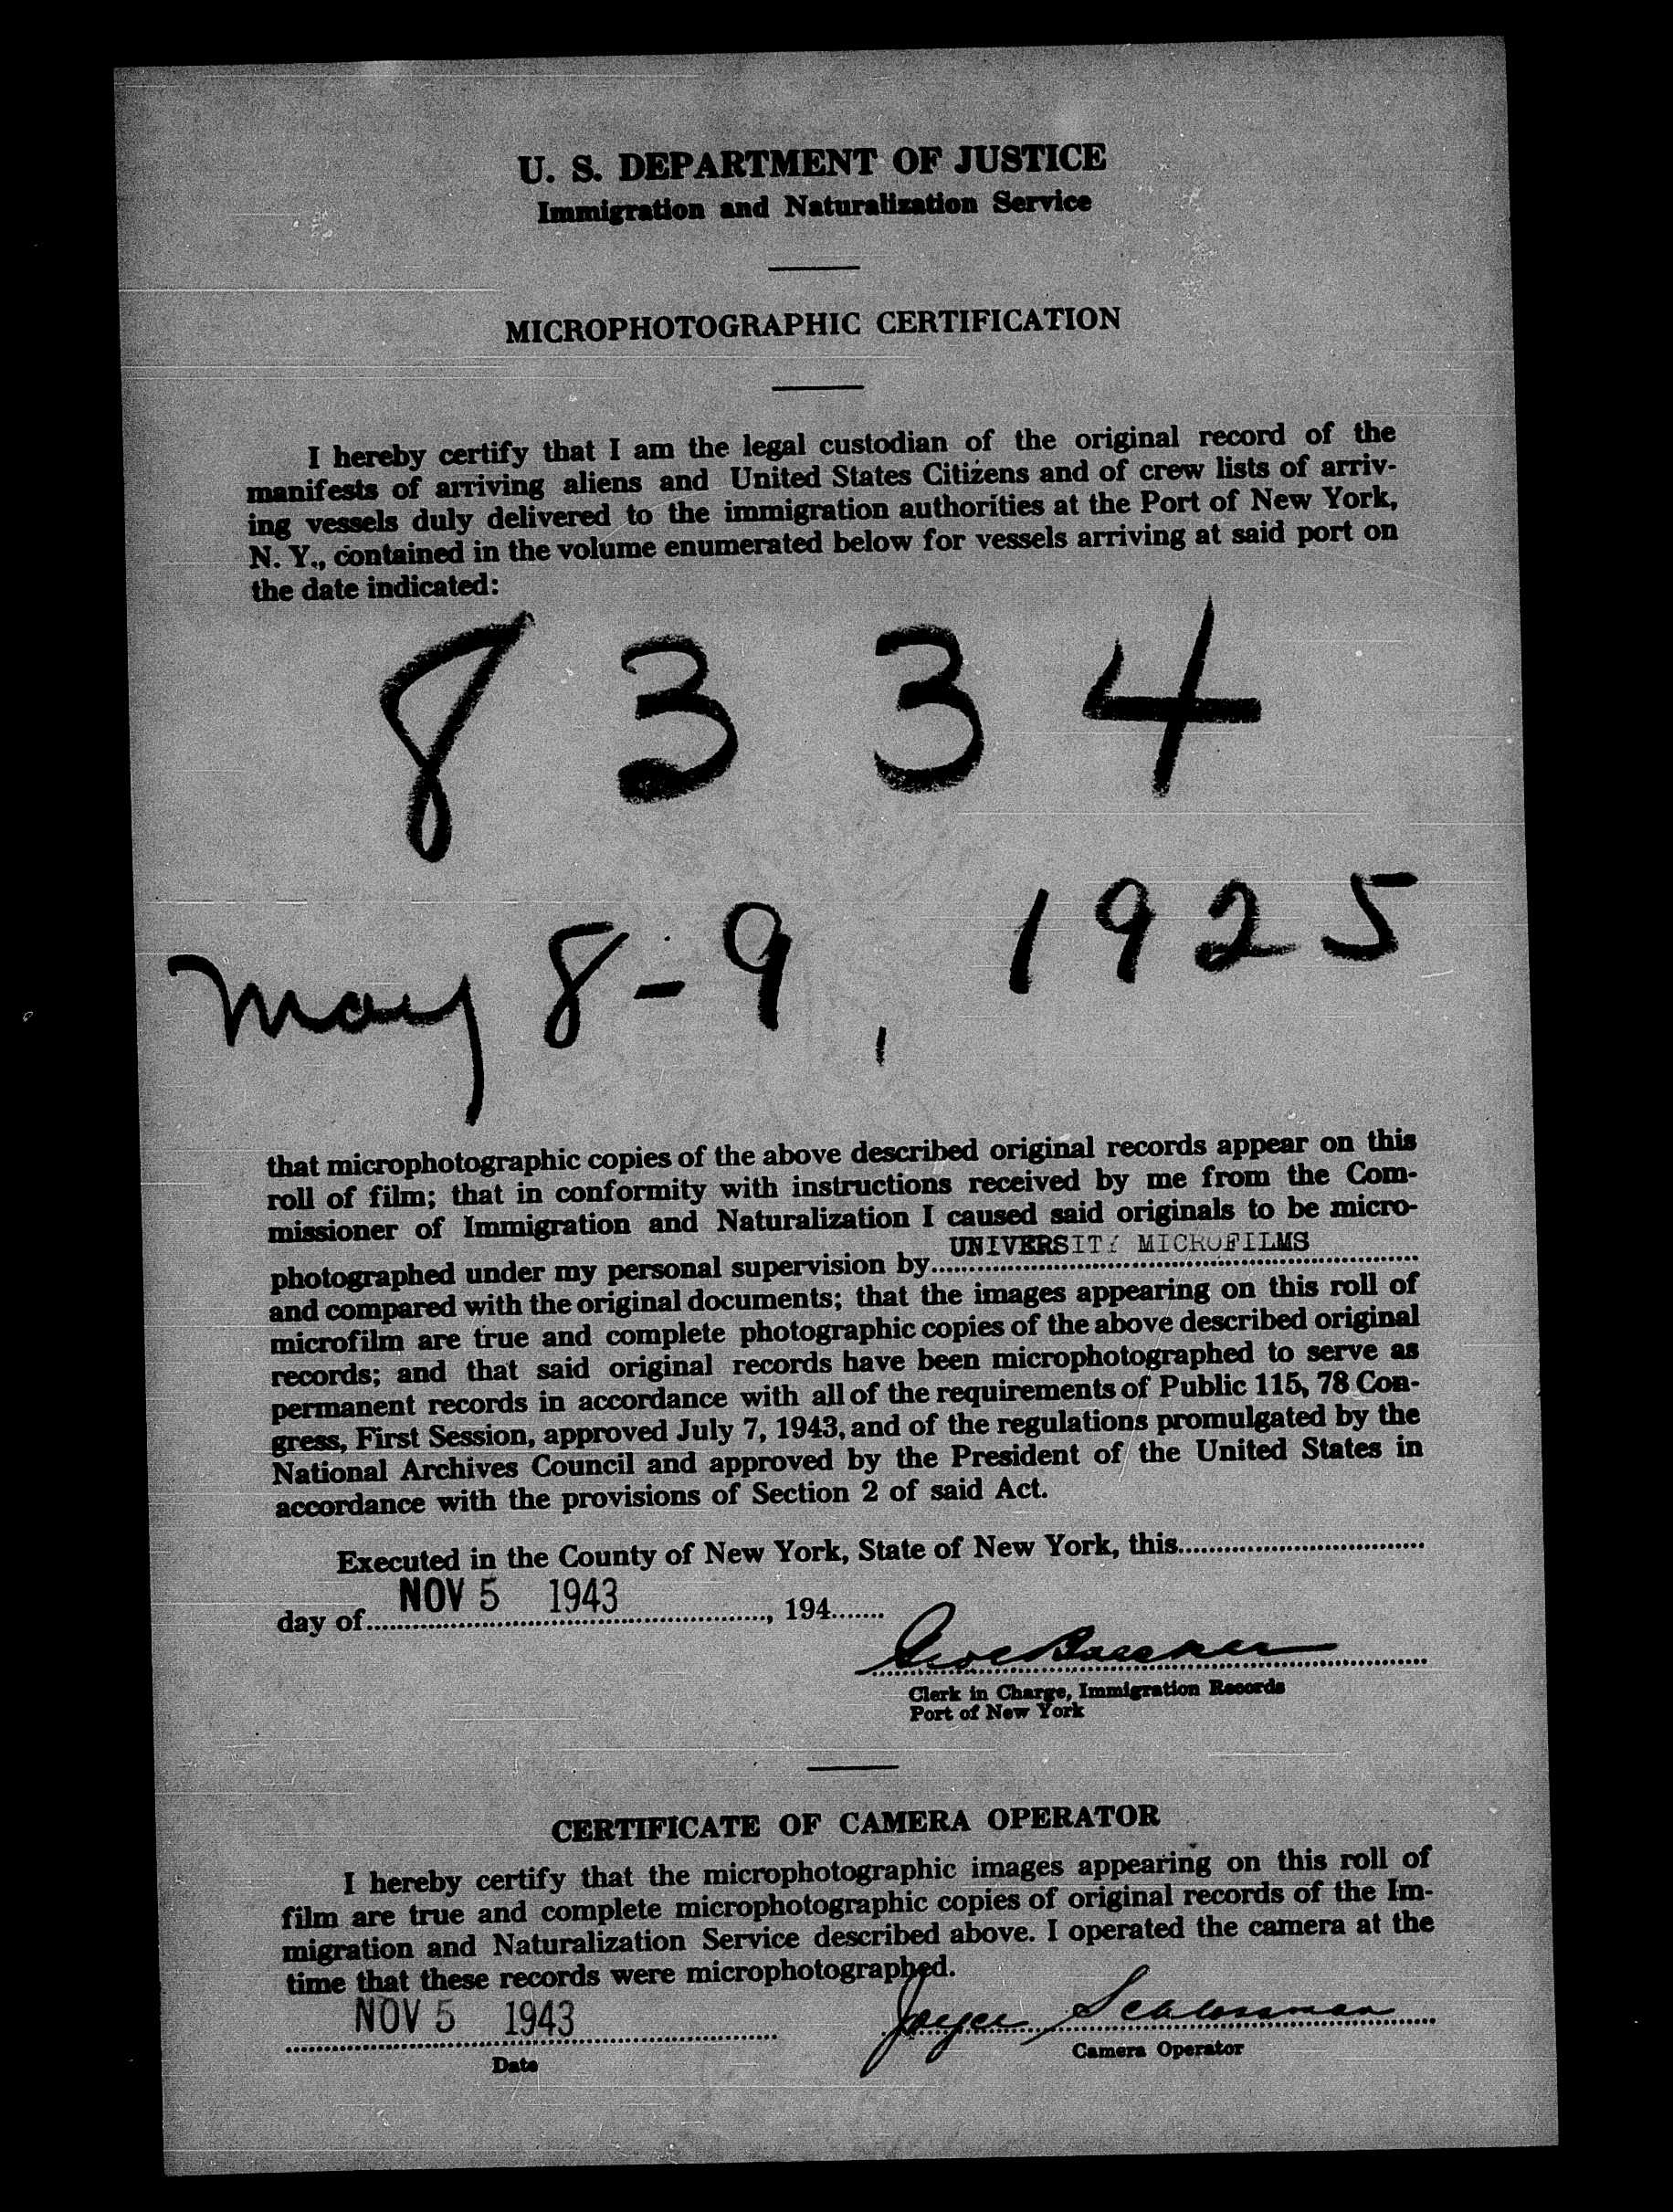 U. S. DEPARTMENT OF JUSTICE
Immigration and Naturalization Service
MICROPHOTOGRAPHIC CERTIFICATION
I hereby certify that I am the legal custodian of the original record of the
manifests of arriving aliens and United States Citizens and of crew lists of arriv-
ing vessels duly delivered to the immigration authorities at the Port of New York,
N. Y., contained in the volume enumerated below for vessels arriving at said port on
the date indicated:
8 3 3 4
May 8-9, 1925
that microphotographic copies of the above described original records appear on this
roll of film; that in conformity with instructions received by me from the Com-
missioner of Immigration and Naturalization I caused said originals to be micro-
UNIVERSITY MICROFILMS
photographed under my personal supervision by
and compared with the original documents; that the images appearing on this roll of
microfilm are true and complete photographic copies of the above described original
records; and that said original records have been microphotographed to serve as
permanent records in accordance with all of the requirements of Public 115, 78 Con-
gress, First Session, approved July 7, 1943, and of the regulations promulgated by the
National Archives Council and approved by the President of the United States in
accordance with the provisions of Section 2 of said Act.
Executed in the County of New York, State of New York, this
NOV 5 1943
day of , 194
Clerk in Charge, Immigration Records
Port of New York
CERTIFICATE OF CAMERA OPERATOR
I hereby certify that the microphotographic images appearing on this roll of
film are true and complete microphotographic copies of original records of the Im-
migration and Naturalization Service described above. I operated the camera at the
time that these records were microphotographed.
NOV 5 1943
Date
Camera Operator